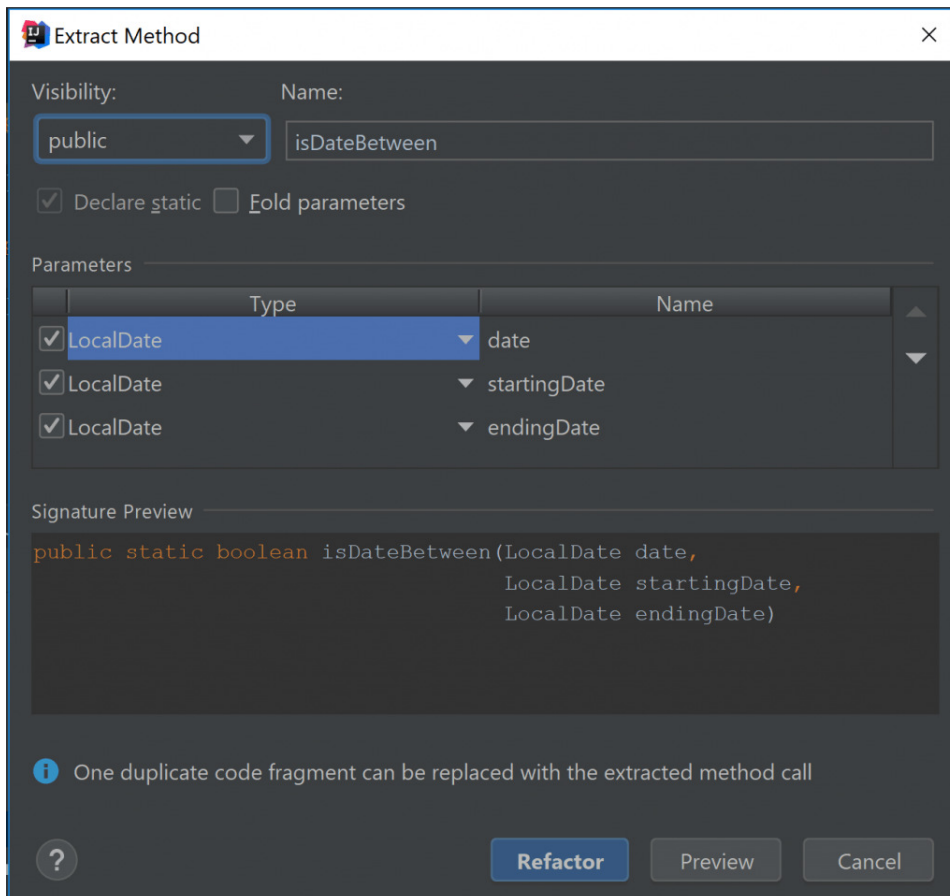 IJ Extract Method
Visibility: Name:
public isDateBetween
Declare static Fold parameters
Parameters
Type Name
LocalDate date
LocalDate startingDate
LocalDate endingDate
Signature Preview
public static boolean isDateBetween(LocalDate date,
LocalDate startingDate,
LocalDate endingDate)
i One duplicate code fragment can be replaced with the extracted method call
? Refactor Preview Cancel